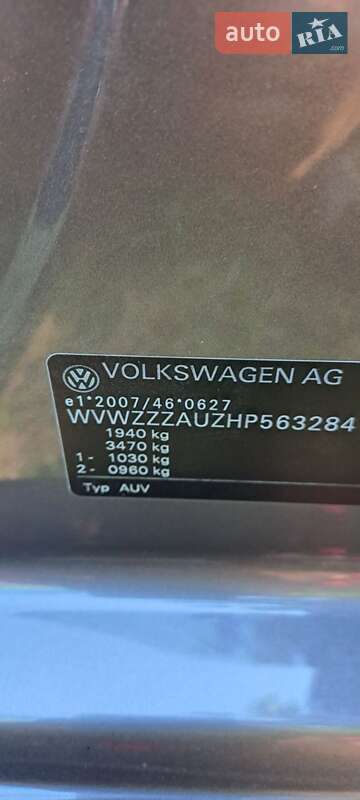 auto RIA .com
VOLKSWAGEN AG
e1*2007/46*0627
WVWZZZAUZHP563284
1940 kg
3470 kg
1 - 1030 kg
2- 0960 kg
Typ AUV